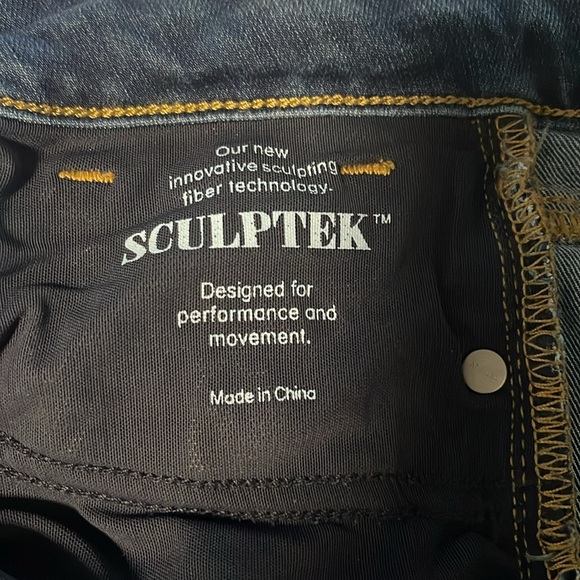 Our new
innovative sculpting
fiber technology.
SCULPTEK™
Designed for
performance and
movement.
Made in China